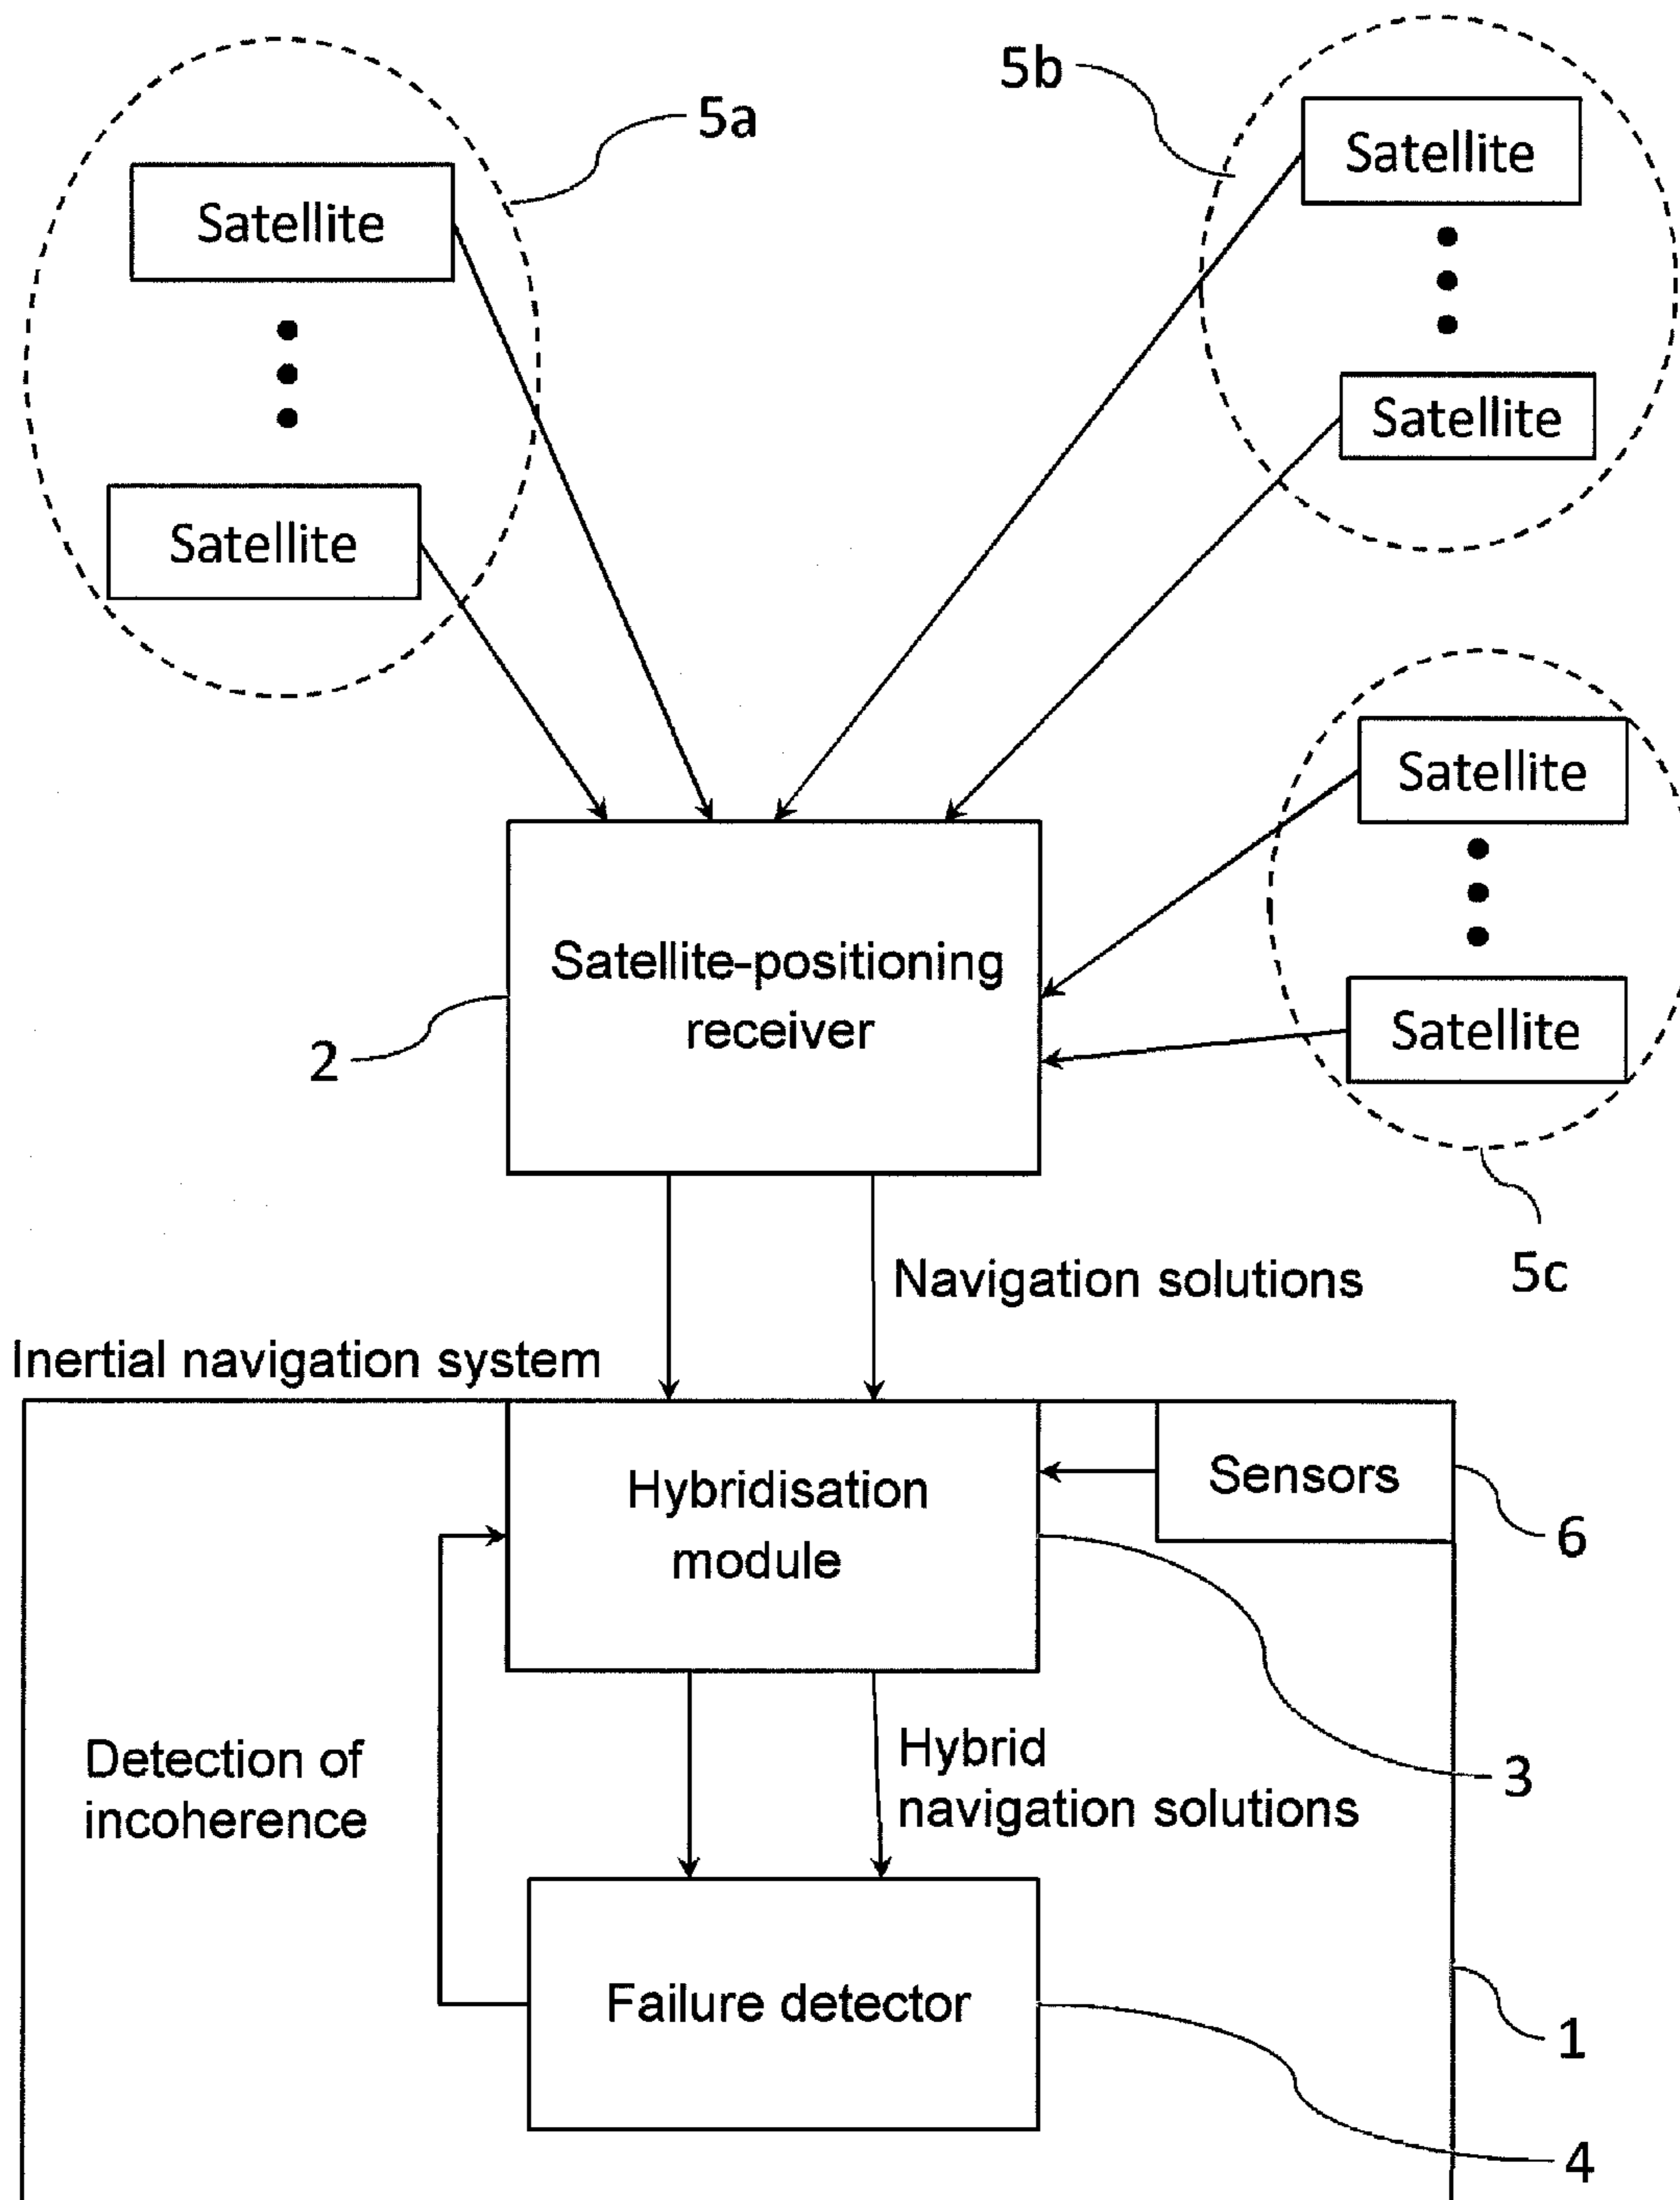 5a
5b
Satellite
Satellite
Satellite
Satellite
Satellite
Satellite
Satellite-positioning
receiver
2
5c
Navigation solutions
Inertial navigation system
Hybridisation
module
Sensors
6
Detection of
incoherence
Hybrid
navigation solutions
3
Failure detector
1
4